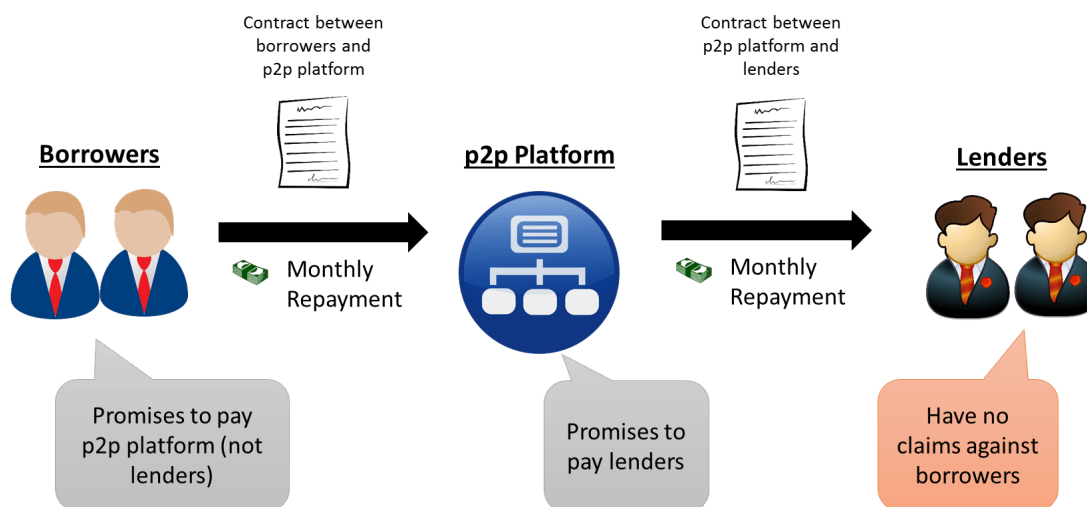 Contract between
borrowers and
p2p platform
Contract between
p2p platform and
lenders
Borrowers
p2p Platform
Lenders
Monthly
Repayment
Monthly
Repayment
Promises to pay
p2p platform (not
lenders)
Promises to
pay lenders
Have no
claims against
borrowers